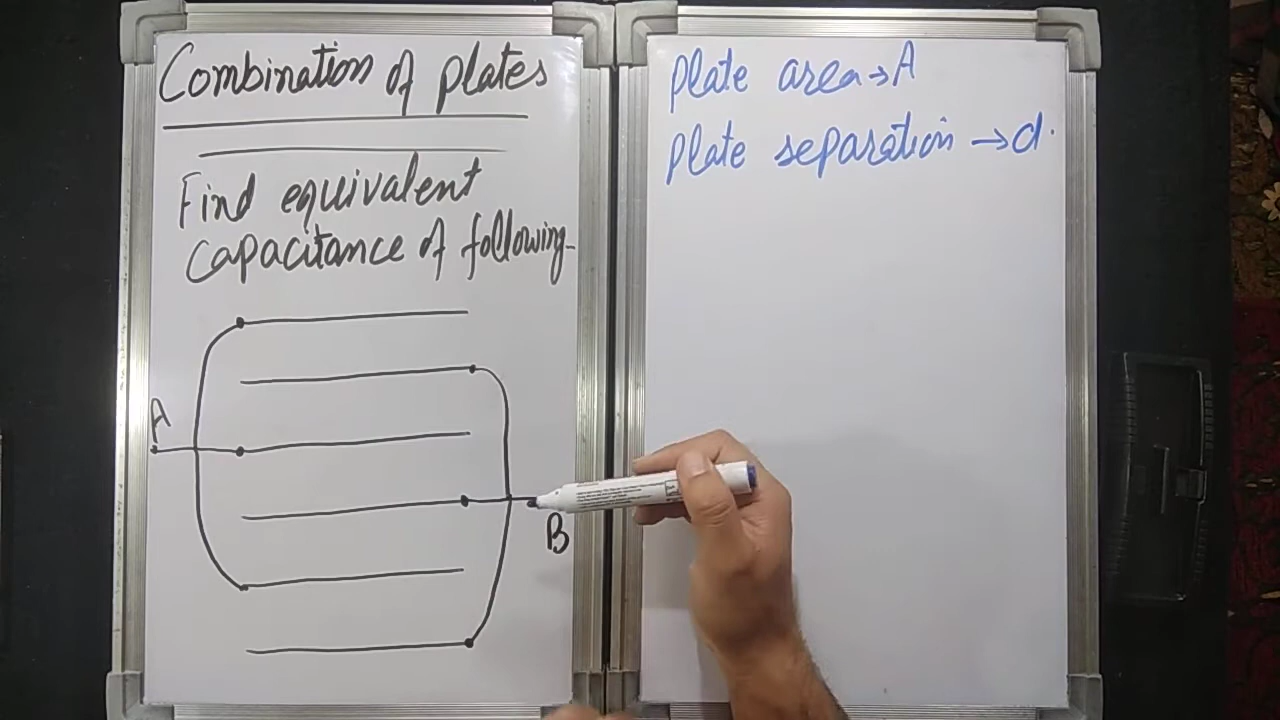 Combination of plates
Find equivalent
capacitance of following-
A
B
Plate area → A
Plate separation → d.